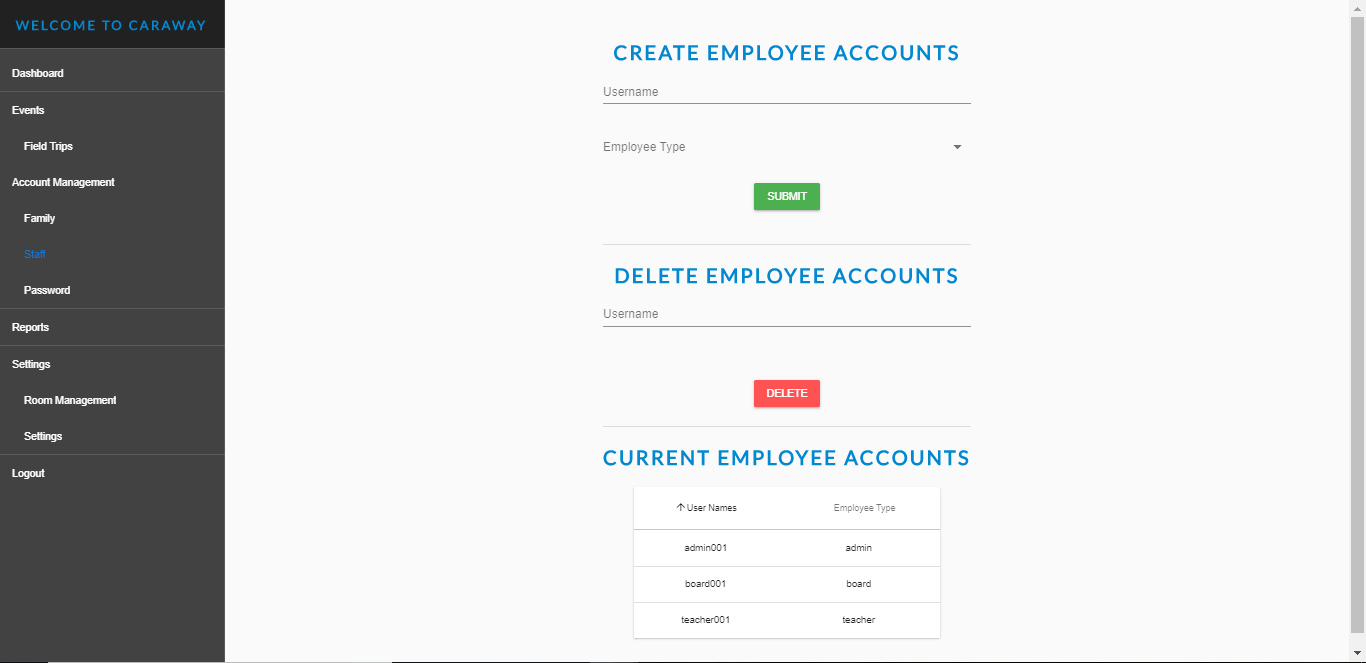 WELCOME TO CARAWAY
Dashboard
Events
Field Trips
Account Management
Family
Staff
Password
Reports
Settings
Room Management
Settings
Logout
CREATE EMPLOYEE ACCOUNTS
Username
Employee Type
SUBMIT
DELETE EMPLOYEE ACCOUNTS
Username
DELETE
CURRENT EMPLOYEE ACCOUNTS
User Names Employee Type
admin001 admin
board001 board
teacher001 teacher